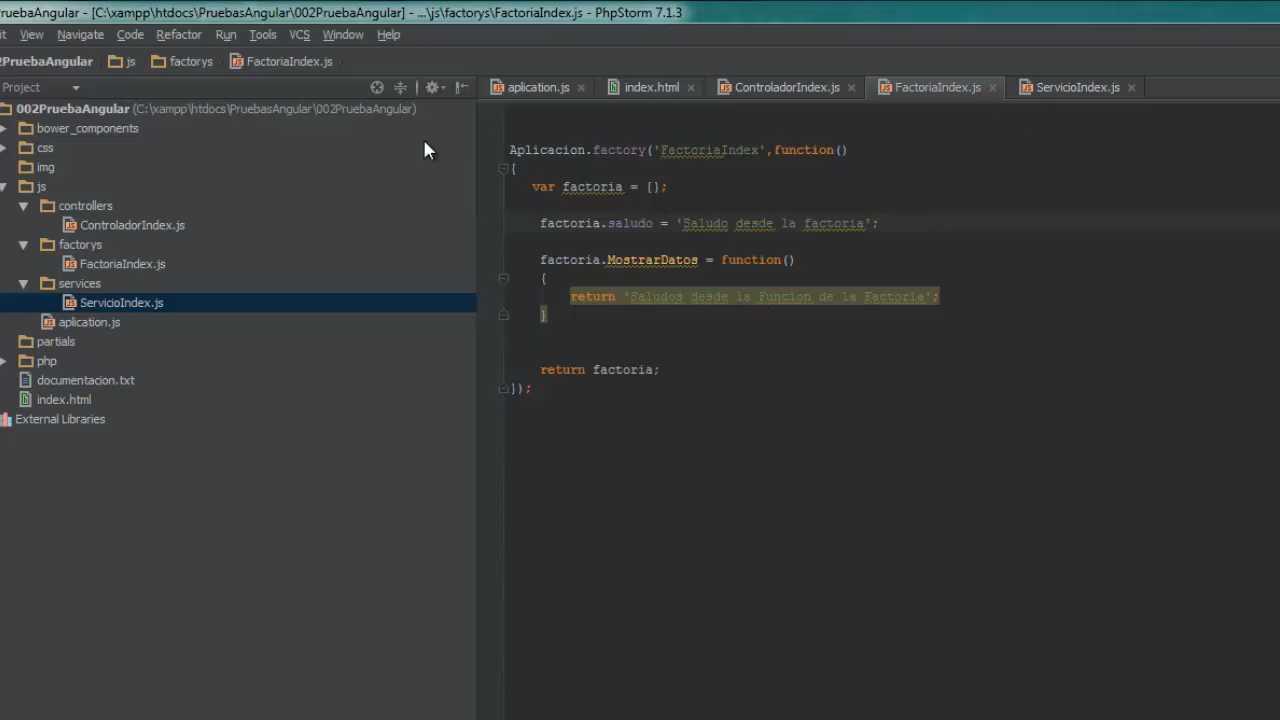 ruebaAngular - [C:\xampp\htdocs\PruebasAngular\002PruebaAngular] - ...\js\factorys\FactoriaIndex.js - PhpStorm 7.1.3
it View Navigate Code Refactor Run Tools VCS Window Help
2PruebaAngular js factorys FactoriaIndex.js
Project
aplication.js index.html ControladorIndex.js FactoriaIndex.js ServicioIndex.js
002PruebaAngular (C:\xampp\htdocs\PruebasAngular\002PruebaAngular)
bower_components
css
img
js
controllers
ControladorIndex.js
factorys
FactoriaIndex.js
services
ServicioIndex.js
aplication.js
partials
php
documentacion.txt
index.html
External Libraries
Aplicacion.factory('FactoriaIndex',function()
{
var factoria = [];
factoria.saludo = 'Saludo desde la factoria';
factoria.MostrarDatos = function()
{
return 'Saludos desde la Funcion de la Factoria';
}
return factoria;
});